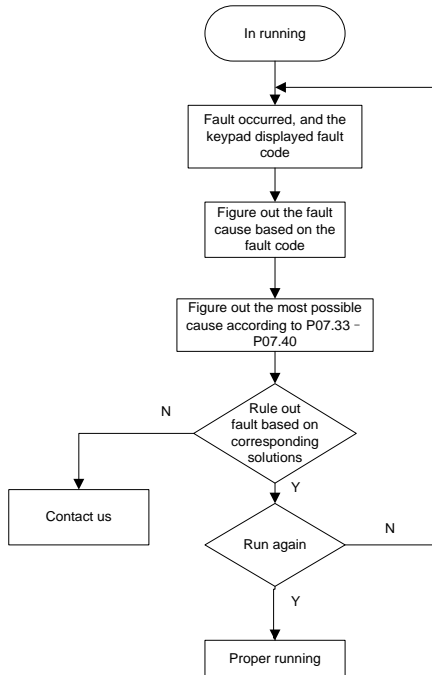 In running
Fault occurred, and the
keypad displayed fault
code
Figure out the fault
cause based on the
fault code
Figure out the most possible
cause according to P07.33－
P07.40
N
Rule out
fault based on
corresponding
solutions
Y
Contact us
Run again
N
Y
Proper running